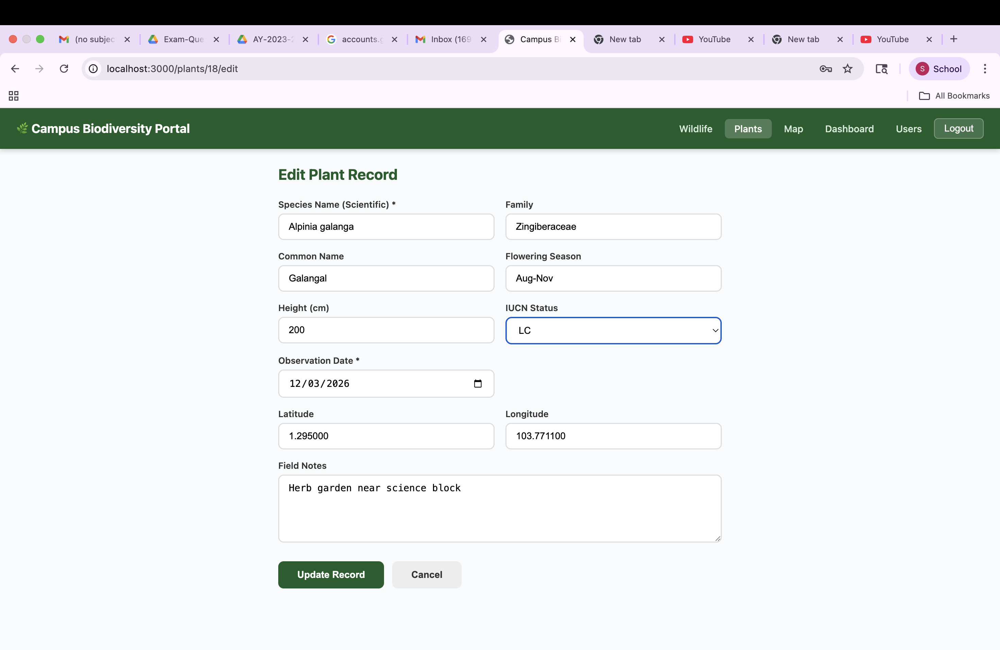 (no subjec
Exam-Que
AY-2023-2
accounts.g
Inbox (169
Campus Bi
New tab
YouTube
New tab
YouTube
localhost:3000/plants/18/edit
S School
All Bookmarks
Campus Biodiversity Portal
Wildlife
Plants
Map
Dashboard
Users
Logout
Edit Plant Record
Species Name (Scientific) *
Family
Alpinia galanga
Zingiberaceae
Common Name
Flowering Season
Galangal
Aug-Nov
Height (cm)
IUCN Status
200
LC
Observation Date *
12/03/2026
Latitude
Longitude
1.295000
103.771100
Field Notes
Herb garden near science block
Update Record
Cancel